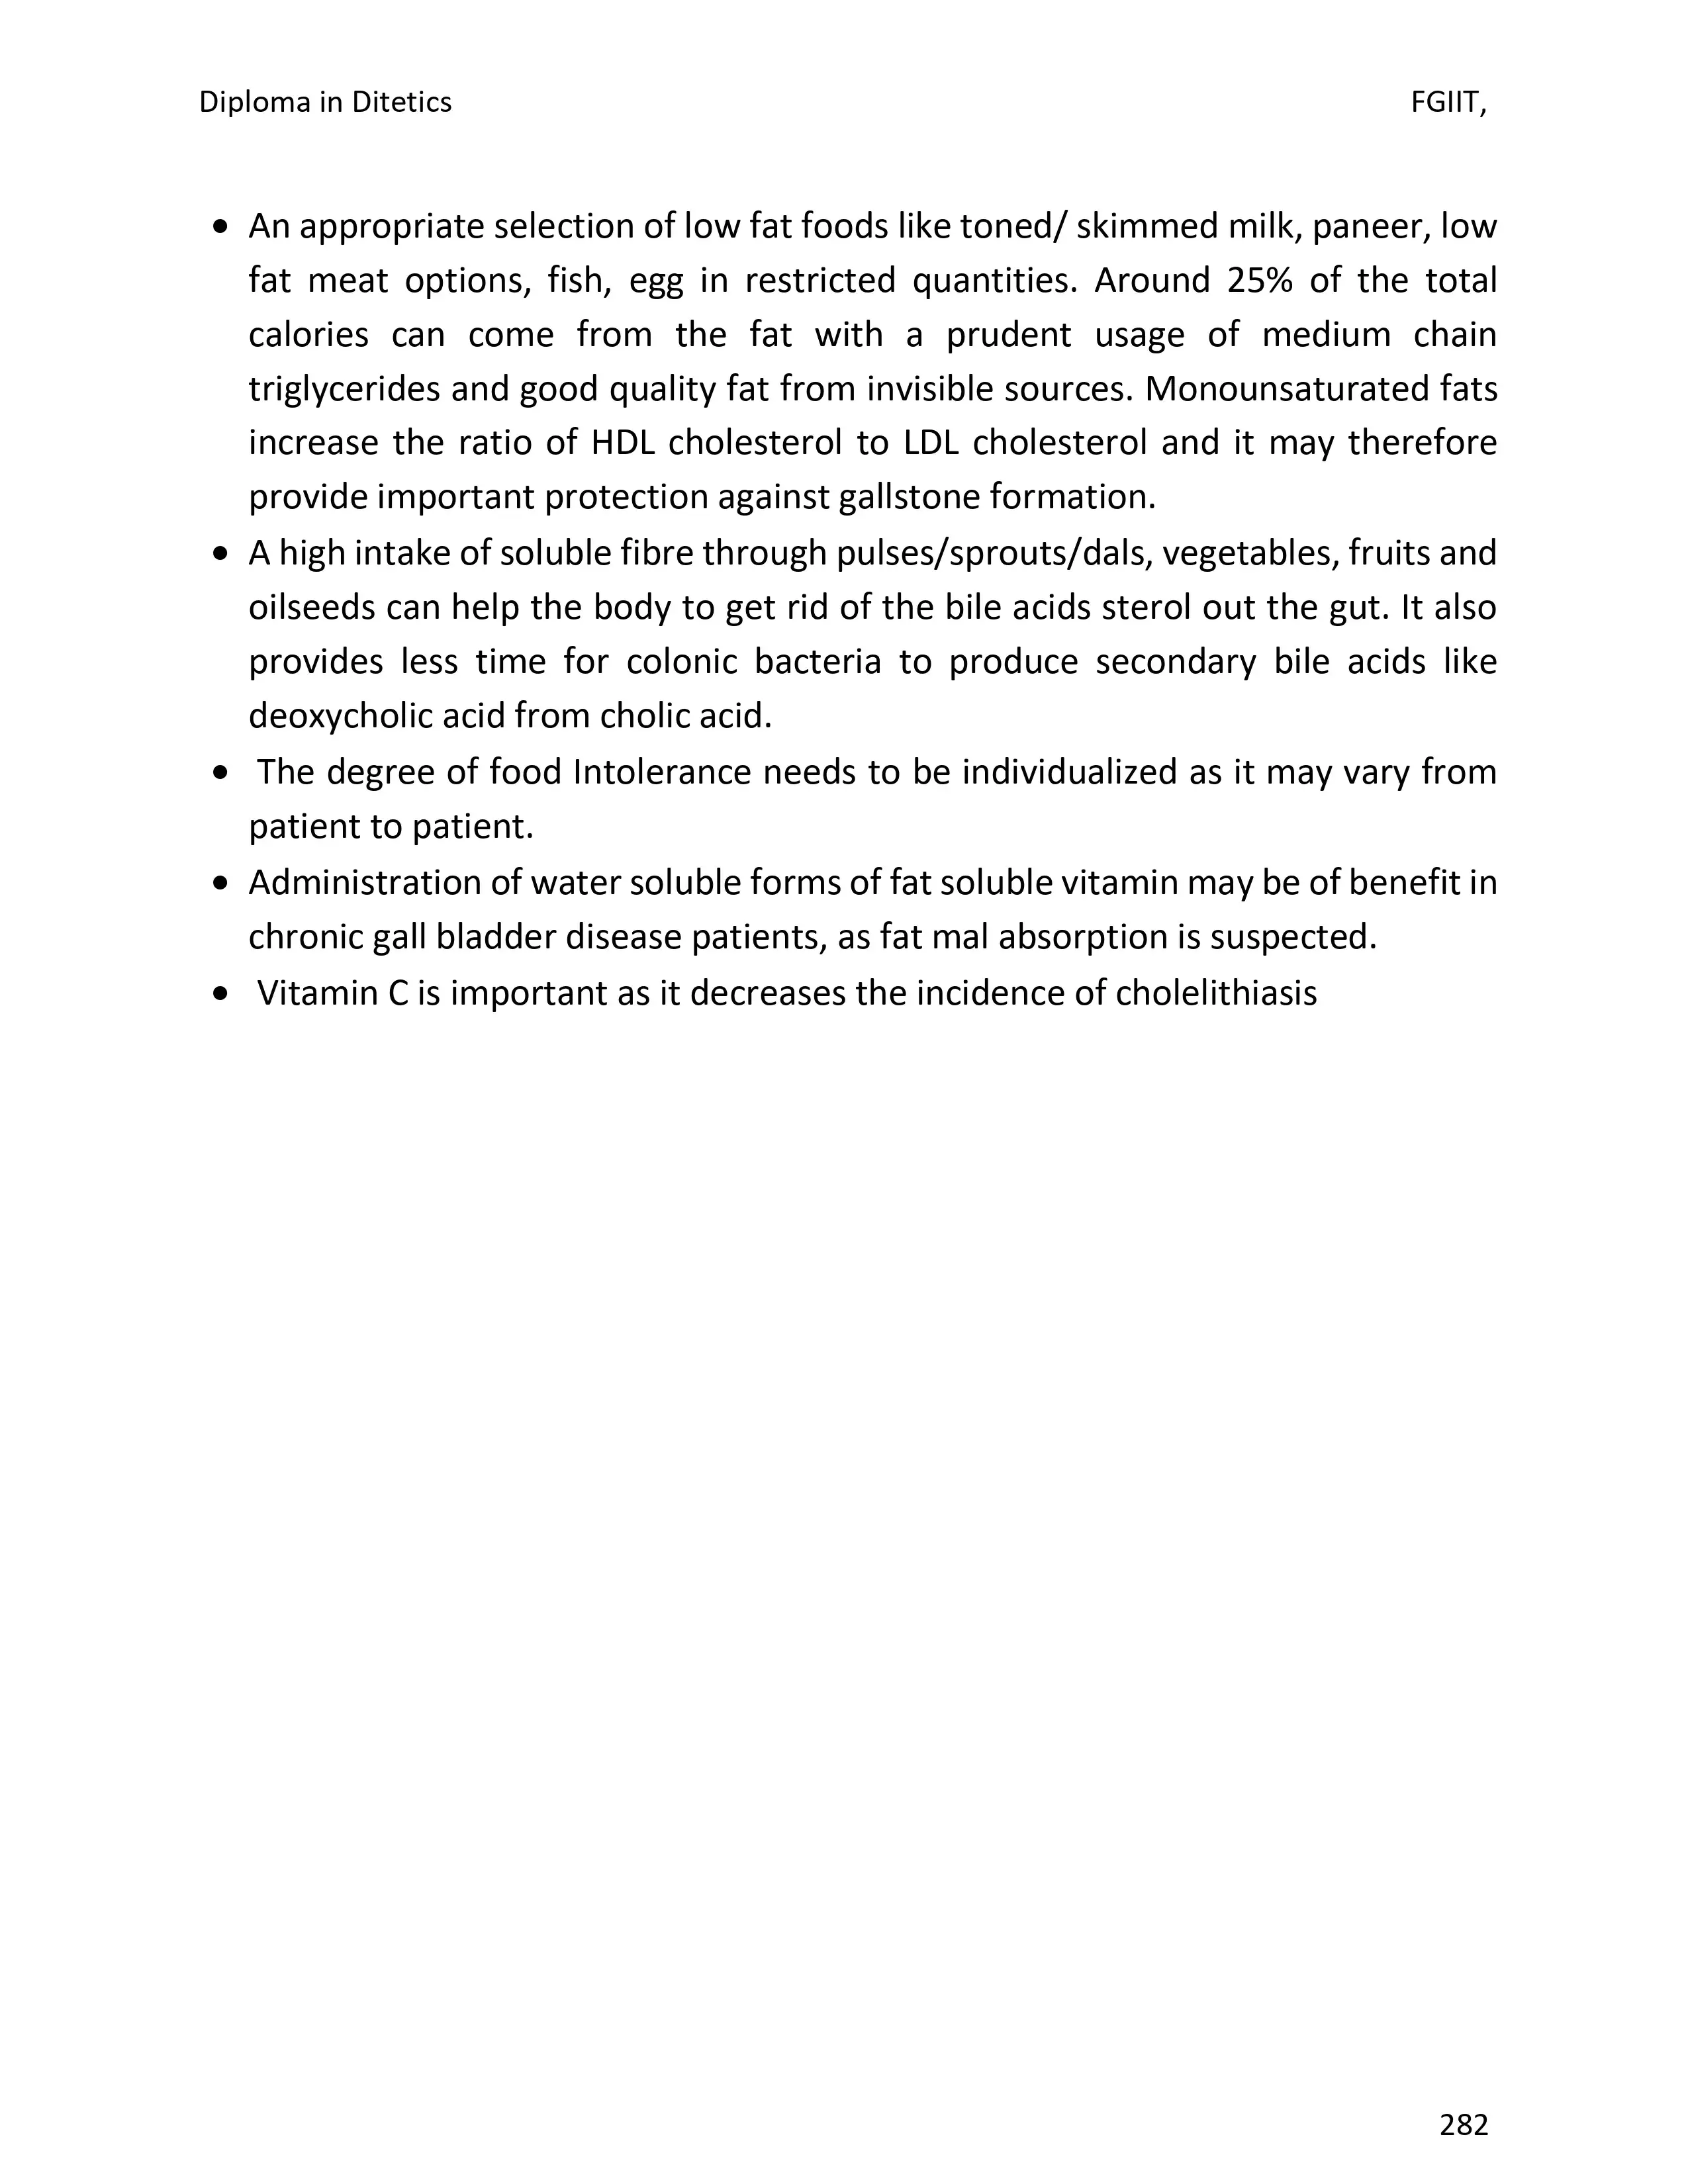 Diploma in Ditetics FGIIT,
• An appropriate selection of low fat foods like toned/ skimmed milk, paneer, low
fat meat options, fish, egg in restricted quantities. Around 25% of the total
calories can come from the fat with a prudent usage of medium chain
triglycerides and good quality fat from invisible sources. Monounsaturated fats
increase the ratio of HDL cholesterol to LDL cholesterol and it may therefore
provide important protection against gallstone formation.
• A high intake of soluble fibre through pulses/sprouts/dals, vegetables, fruits and
oilseeds can help the body to get rid of the bile acids sterol out the gut. It also
provides less time for colonic bacteria to produce secondary bile acids like
deoxycholic acid from cholic acid.
• The degree of food Intolerance needs to be individualized as it may vary from
patient to patient.
• Administration of water soluble forms of fat soluble vitamin may be of benefit in
chronic gall bladder disease patients, as fat mal absorption is suspected.
• Vitamin C is important as it decreases the incidence of cholelithiasis
282